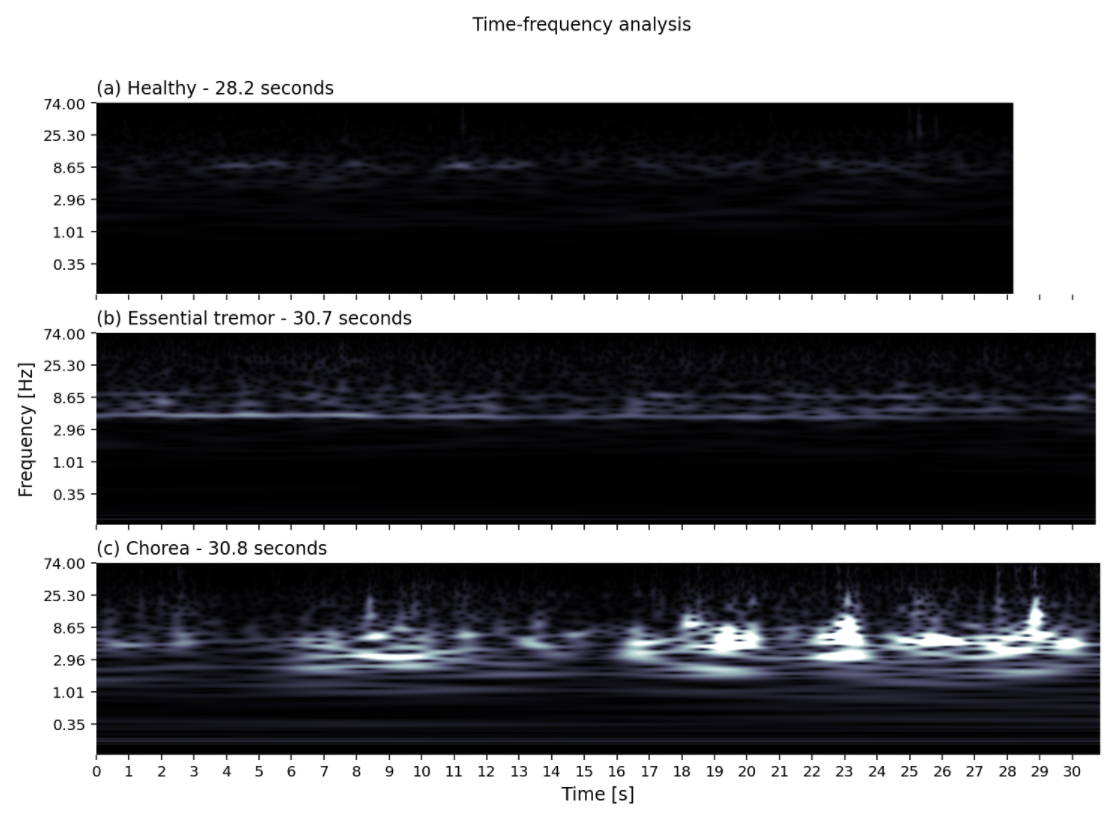 Time-frequency analysis
(a) Healthy - 28.2 seconds
74.00
25.30
8.65
2.96
1.01
0.35
(b) Essential tremor - 30.7 seconds
74.00
25.30
8.65
2.96
1.01
0.35
Frequency [Hz]
(c) Chorea - 30.8 seconds
74.00
25.30
8.65
2.96
1.01
0.35
0 1 2 3 4 5 6 7 8 9 10 11 12 13 14 15 16 17 18 19 20 21 22 23 24 25 26 27 28 29 30
Time [s]